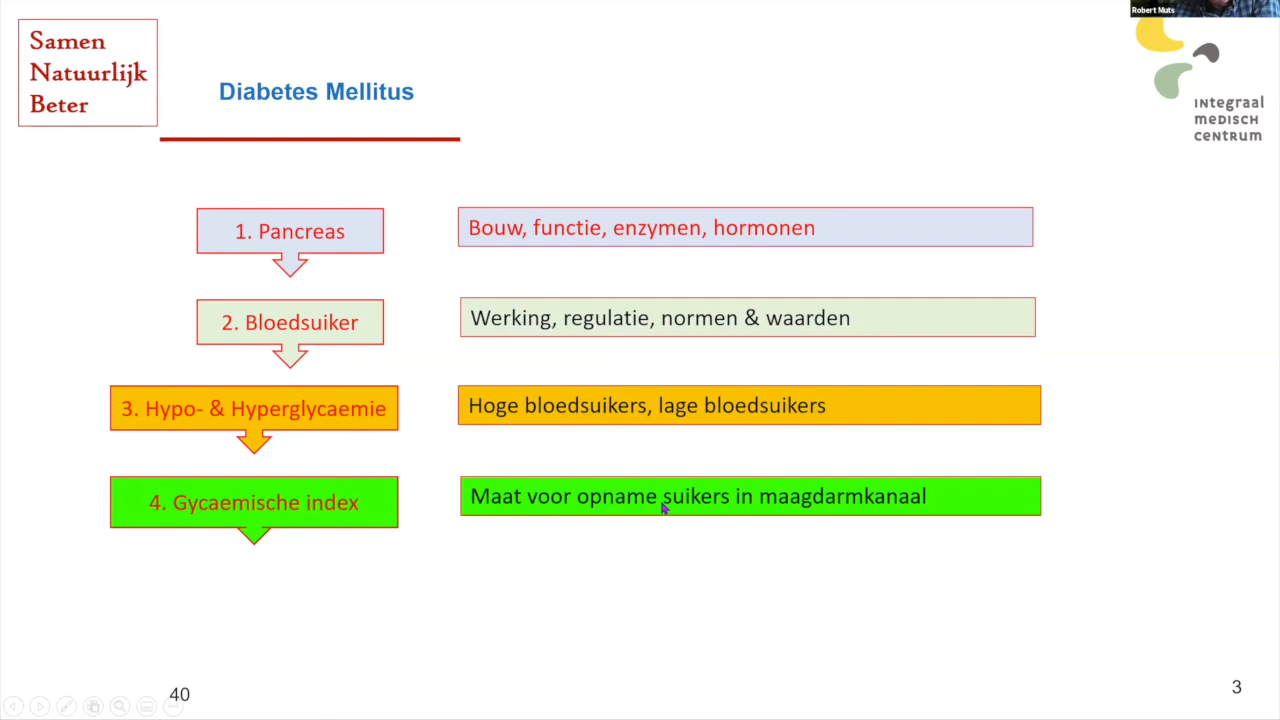 Robert Muts
Samen
Natuurlijk
Beter
Diabetes Mellitus
Integraal
medisch
centrum
1. Pancreas
Bouw, functie, enzymen, hormonen
2. Bloedsuiker
Werking, regulatie, normen & waarden
3. Hypo- & Hyperglycaemie
Hoge bloedsuikers, lage bloedsuikers
4. Gycaemische index
Maat voor opname suikers in maagdarmkanaal
40
3